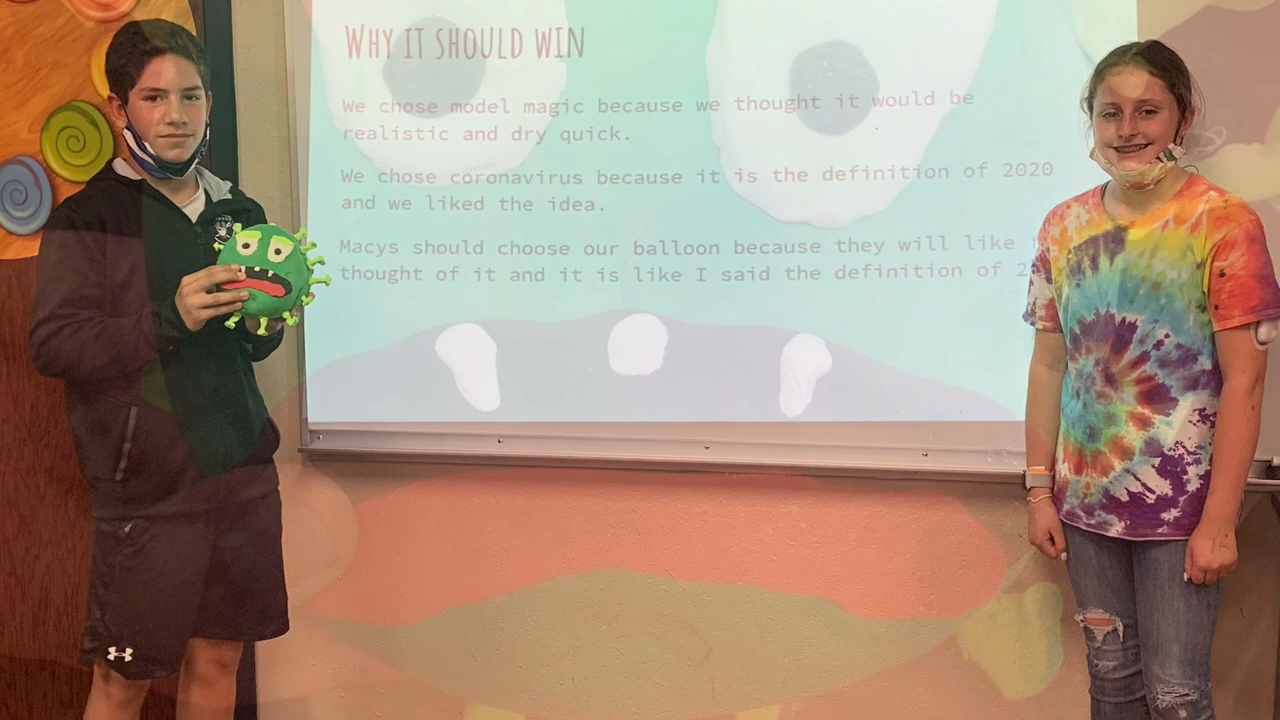 WHY IT SHOULD WIN
We chose model magic because we thought it would be
realistic and dry quick.
We chose coronavirus because it is the definition of 2020
and we liked the idea.
Macys should choose our balloon because they will like
thought of it and it is like I said the definition of